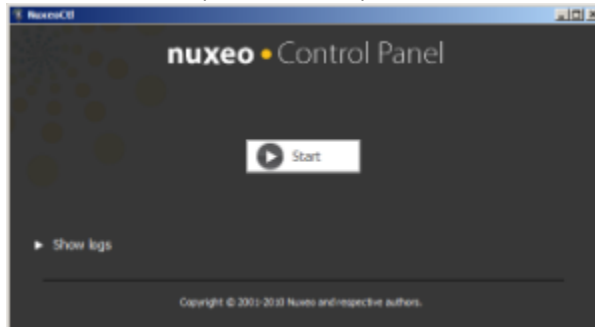 NuxeoCtl
nuxeo • Control Panel
Start
Show logs
Copyright © 2001-2010 Nuxeo and respective authors.